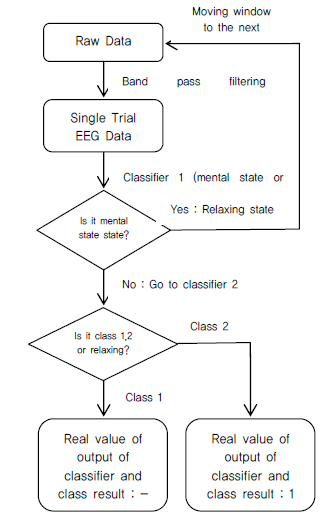 Moving window
to the next
Raw Data
Band pass filtering
Single Trial
EEG Data
Classifier 1 (mental state or
Is it mental
state state?
Yes : Relaxing state
No : Go to classifier 2
Is it class 1,2
or relaxing?
Class 2
Class 1
Real value of
output of
classifier and
class result : –
Real value of
output of
classifier and
class result : 1